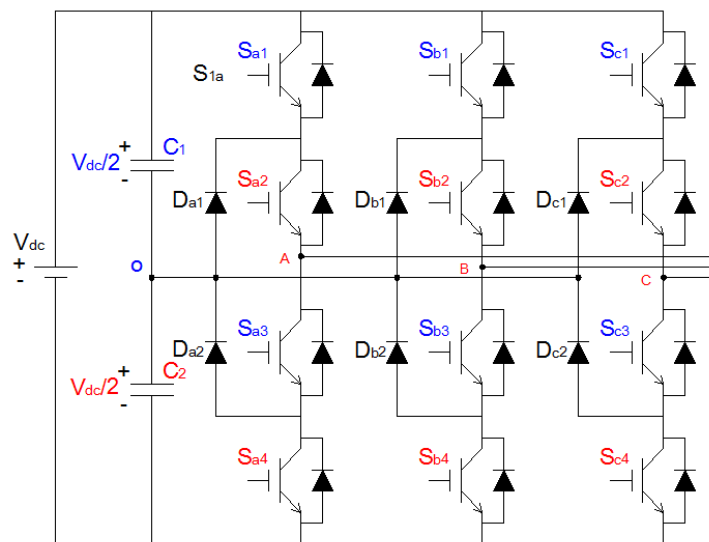 Sa1
Sb1
Sc1
S1a
+
C1
Vdc/2
-
Sa2
Sb2
Sc2
Da1
Db1
Dc1
Vdc
+
-
O
A
B
C
Sa3
Sb3
Sc3
Da2
Db2
Dc2
+
C2
Vdc/2
-
Sa4
Sb4
Sc4